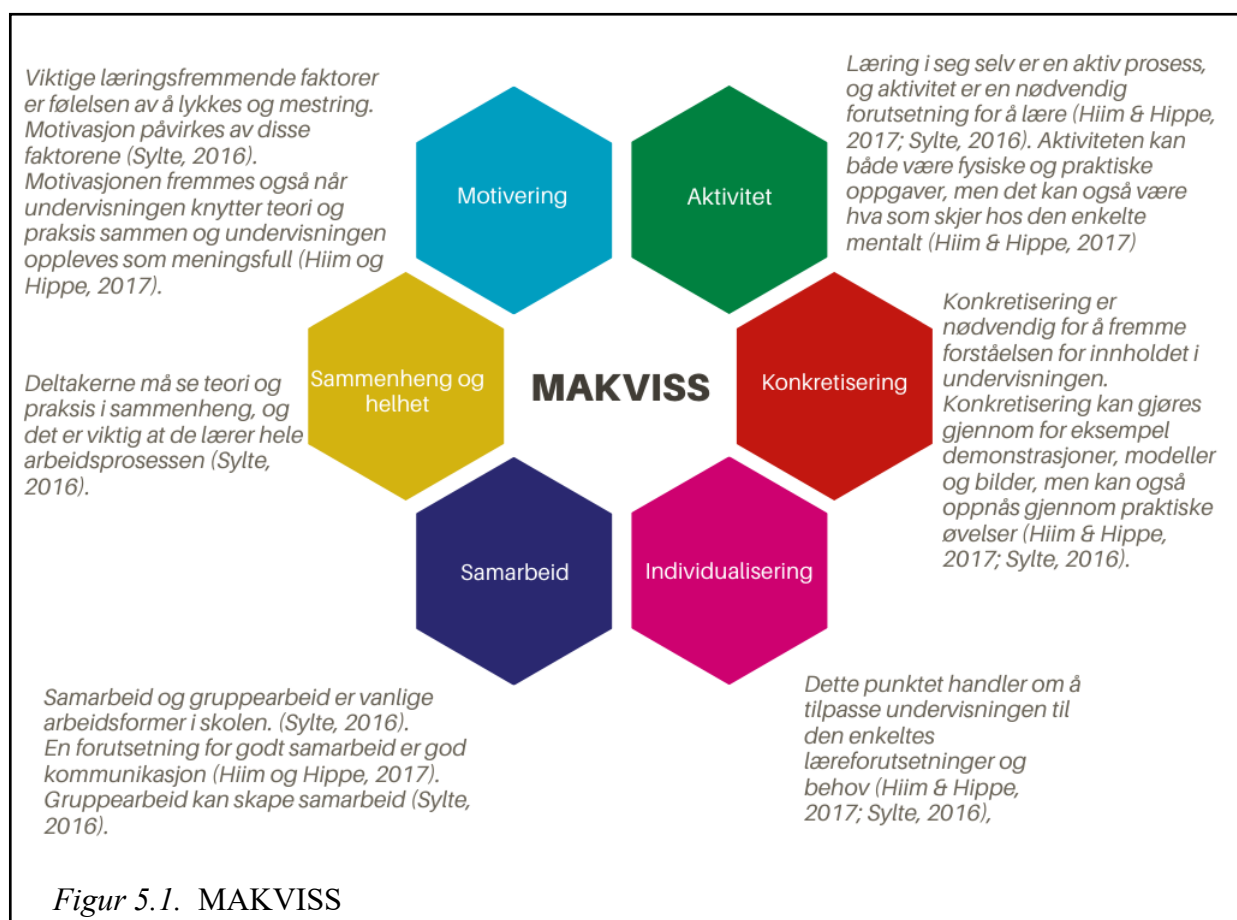 Viktige læringsfremmende faktorer
er følelsen av å lykkes og mestring.
Motivasjon påvirkes av disse
faktorene (Sylte, 2016).
Motivasjonen fremmes også når
undervisningen knytter teori og
praksis sammen og undervisningen
oppleves som meningsfull (Hiim og
Hippe, 2017).
Motivering
Aktivitet
Læring i seg selv er en aktiv prosess,
og aktivitet er en nødvendig
forutsetning for å lære (Hiim & Hippe,
2017; Sylte, 2016). Aktiviteten kan
både være fysiske og praktiske
oppgaver, men det kan også være
hva som skjer hos den enkelte
mentalt (Hiim & Hippe, 2017)
Deltakerne må se teori og
praksis i sammenheng, og
det er viktig at de lærer hele
arbeidsprosessen (Sylte,
2016).
Sammenheng og
helhet
MAKVISS
Konkretisering
Konkretisering er
nødvendig for å fremme
forståelsen for innholdet i
undervisningen.
Konkretisering kan gjøres
gjennom for eksempel
demonstrasjoner, modeller
og bilder, men kan også
oppnås gjennom praktiske
øvelser (Hiim & Hippe,
2017; Sylte, 2016).
Samarbeid
Individualisering
Samarbeid og gruppearbeid er vanlige
arbeidsformer i skolen. (Sylte, 2016).
En forutsetning for godt samarbeid er god
kommunikasjon (Hiim og Hippe, 2017).
Gruppearbeid kan skape samarbeid (Sylte,
2016).
Dette punktet handler om å
tilpasse undervisningen til
den enkeltes
læreforutsetninger og
behov (Hiim & Hippe,
2017; Sylte, 2016),
Figur 5.1. MAKVISS